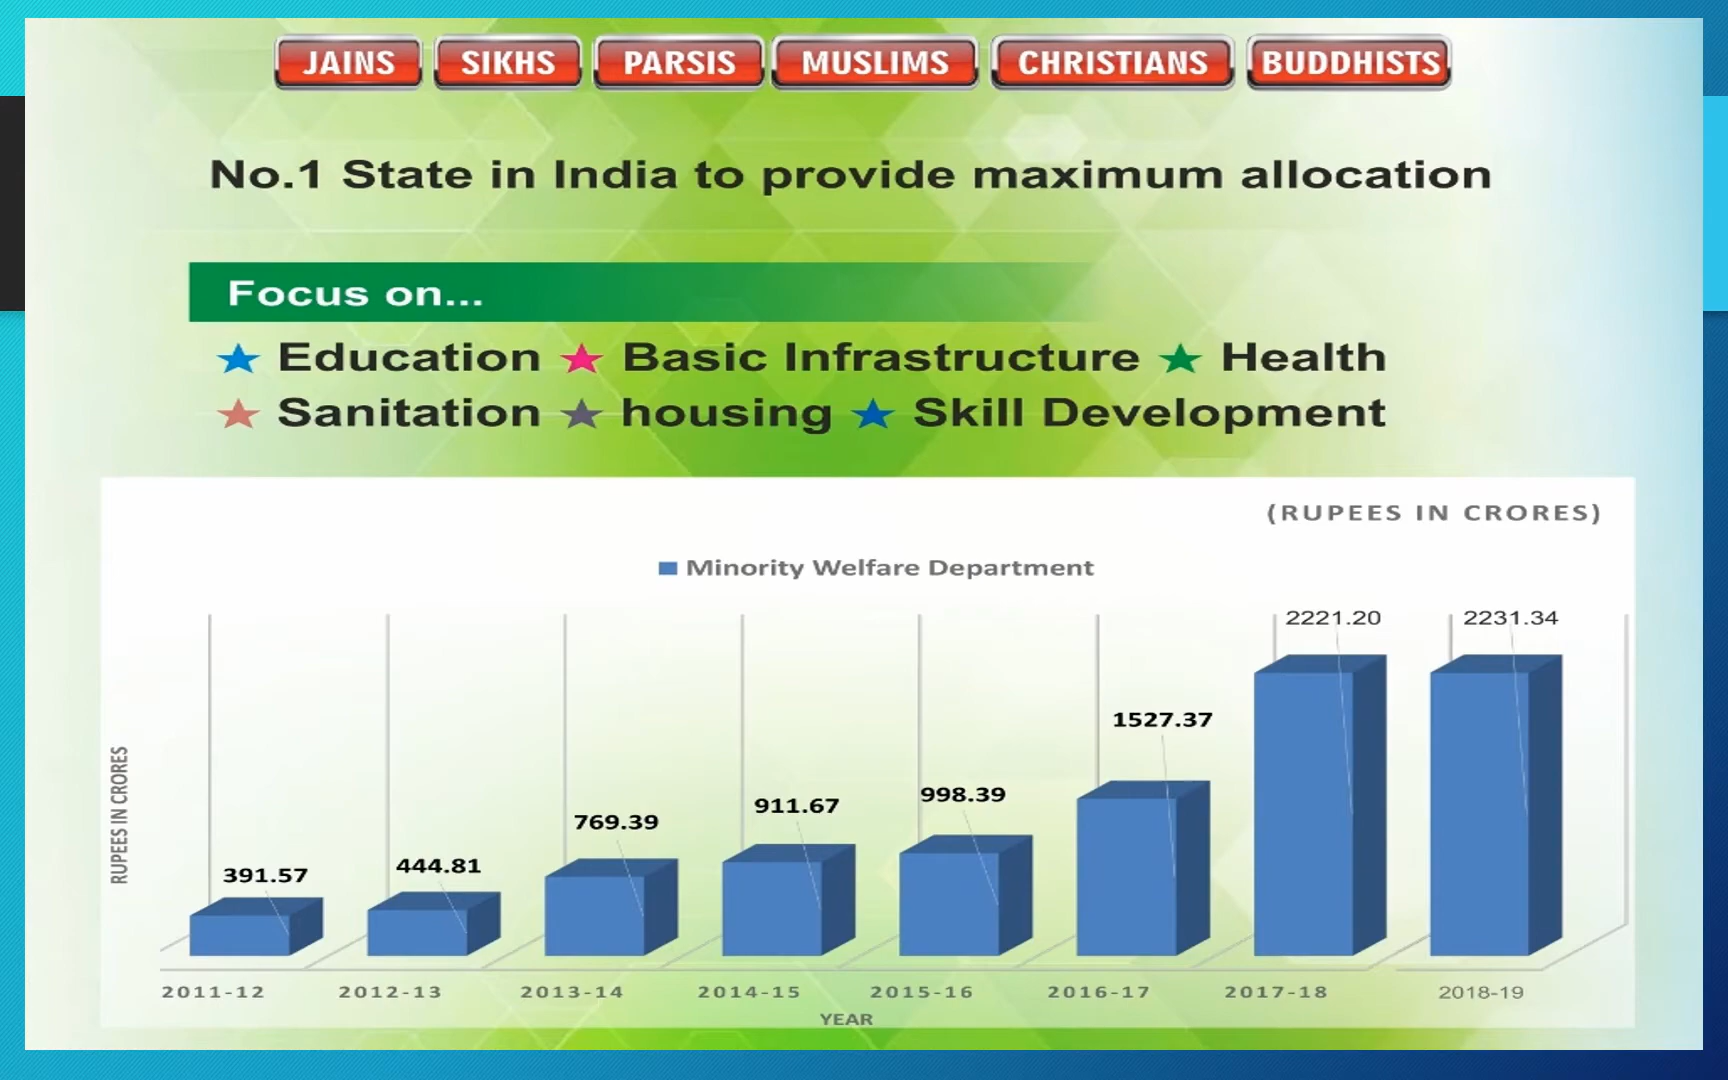 JAINS SIKHS PARSIS MUSLIMS CHRISTIANS BUDDHISTS
No.1 State in India to provide maximum allocation
Focus on...
★ Education ★ Basic Infrastructure ★ Health
★ Sanitation ★ housing ★ Skill Development
(RUPEES IN CRORES)
Minority Welfare Department
RUPEES IN CRORES
391.57 444.81 769.39 911.67 998.39 1527.37 2221.20 2231.34
2011-12 2012-13 2013-14 2014-15 2015-16 2016-17 2017-18 2018-19
YEAR